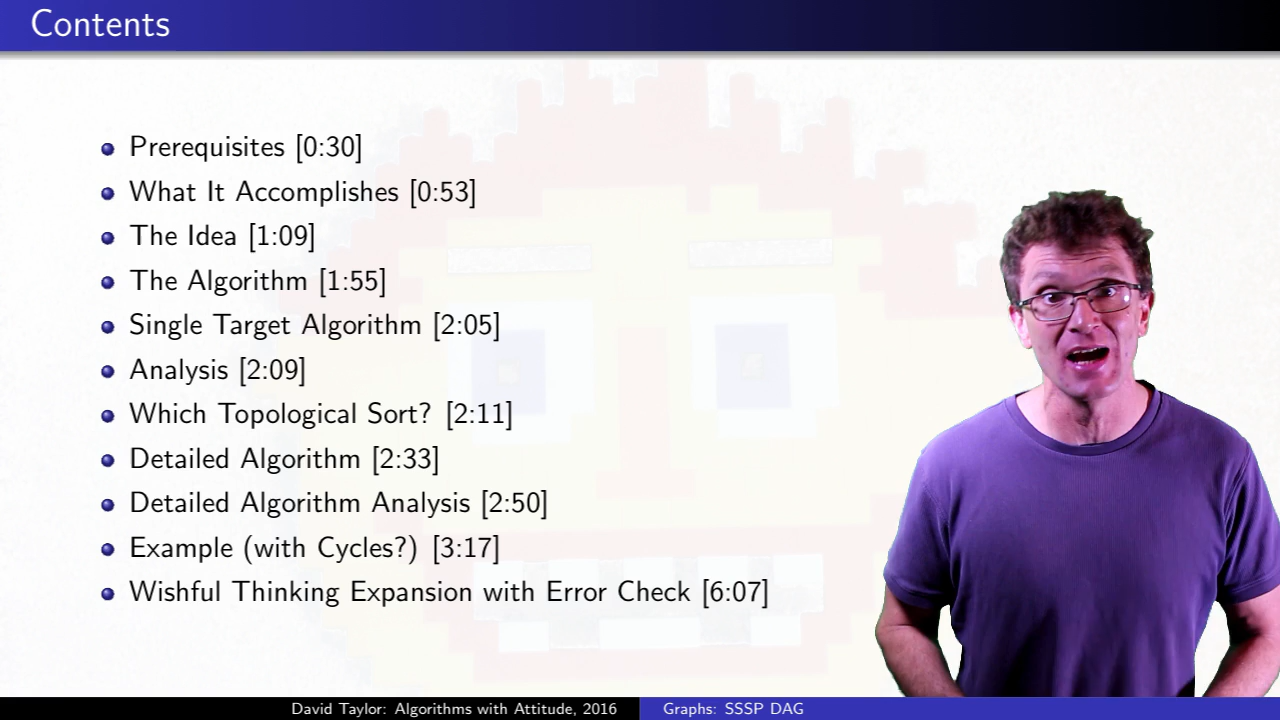 Contents
Prerequisites [0:30]
What It Accomplishes [0:53]
The Idea [1:09]
The Algorithm [1:55]
Single Target Algorithm [2:05]
Analysis [2:09]
Which Topological Sort? [2:11]
Detailed Algorithm [2:33]
Detailed Algorithm Analysis [2:50]
Example (with Cycles?) [3:17]
Wishful Thinking Expansion with Error Check [6:07]
David Taylor: Algorithms with Attitude, 2016
Graphs: SSSP DAG